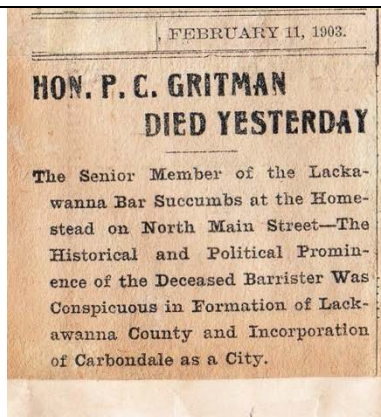 , FEBRUARY 11, 1903.
HON. P. C. GRITMAN
DIED YESTERDAY
The Senior Member of the Lacka-
wanna Bar Succumbs at the Home-
stead on North Main Street—The
Historical and Political Promin-
ence of the Deceased Barrister Was
Conspicuous in Formation of Lack-
awanna County and Incorporation
of Carbondale as a City.